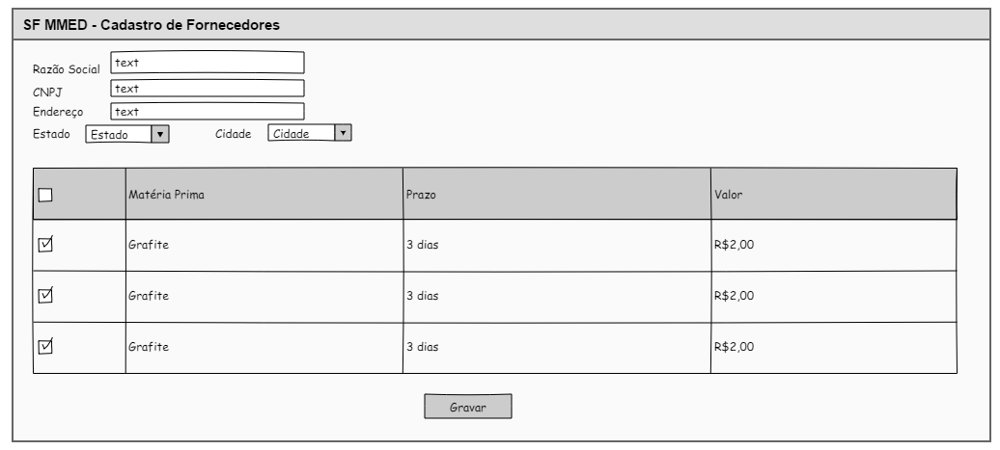 SF MMED - Cadastro de Fornecedores
Razão Social text
CNPJ text
Endereço text
Estado Estado Cidade Cidade
Matéria Prima Prazo Valor
Grafite 3 dias R$2,00
Grafite 3 dias R$2,00
Grafite 3 dias R$2,00
Gravar